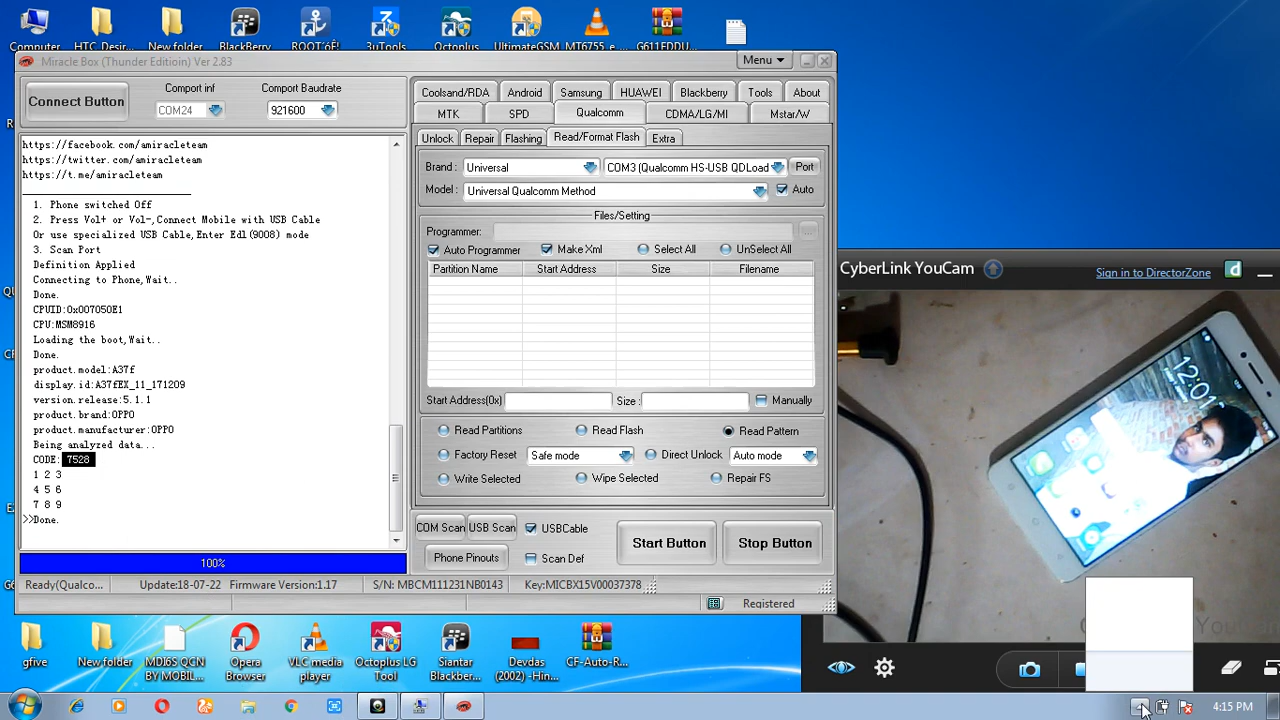 Computer
HTC_Desir...
New folder
BlackBerry
ROOT´óÊ¦
3uTools
Octoplus
UltimateGSM
MT6755_e...
G611FDDU...
Miracle Box (Thunder Editioin) Ver 2.83
Menu
Connect Button
Comport inf
Comport Baudrate
COM24
921600
Coolsand/RDA
Android
Samsung
HUAWEI
Blackberry
Tools
About
MTK
SPD
Qualcomm
CDMA/LG/MI
Mstar/W
Unlock
Repair
Flashing
Read/Format Flash
Extra
https://facebook.com/amiracleteam
https://twitter.com/amiracleteam
https://t.me/amiracleteam
1. Phone switched Off
2. Press Vol+ or Vol-,Connect Mobile with USB Cable
Or use specialized USB Cable,Enter Edl(9008) mode
3. Scan Port
Definition Applied
Connecting to Phone,Wait..
Done.
CPUID:0x007050E1
CPU:MSM8916
Loading the boot,Wait..
Done.
product.model:A37f
display.id:A37fEX_11_171209
version.release:5.1.1
product.brand:OPPO
product.manufacturer:OPPO
Being analyzed data...
CODE: 7528
1 2 3
4 5 6
7 8 9
>>Done.
Brand :
Universal
COM3 (Qualcomm HS-USB QDLoad
Port
Model :
Universal Qualcomm Method
Auto
Files/Setting
Programmer:
...
Auto Programmer
Make Xml
Select All
UnSelect All
Partition Name
Start Address
Size
Filename
Start Address(0x)
Size :
Manually
Read Partitions
Read Flash
Read Pattern
Factory Reset
Safe mode
Direct Unlock
Auto mode
Write Selected
Wipe Selected
Repair FS
COM Scan
USB Scan
USBCable
Start Button
Stop Button
Phone Pinouts
Scan Def
100%
Ready(Qualco...
Update:18-07-22
Firmware Version:1.17
S/N: MBCM111231NB0143
Key:MICBX15V00037378
Registered
CyberLink YouCam
Sign in to DirectorZone
12:01
YouCam
gfive
New folder
MDI6S QCN
BY MOBIL...
Opera
Browser
VLC media
player
Octoplus LG
Tool
Siantar
Blackber...
Devdas
(2002) -Hin...
CF-Auto-R...
4:15 PM